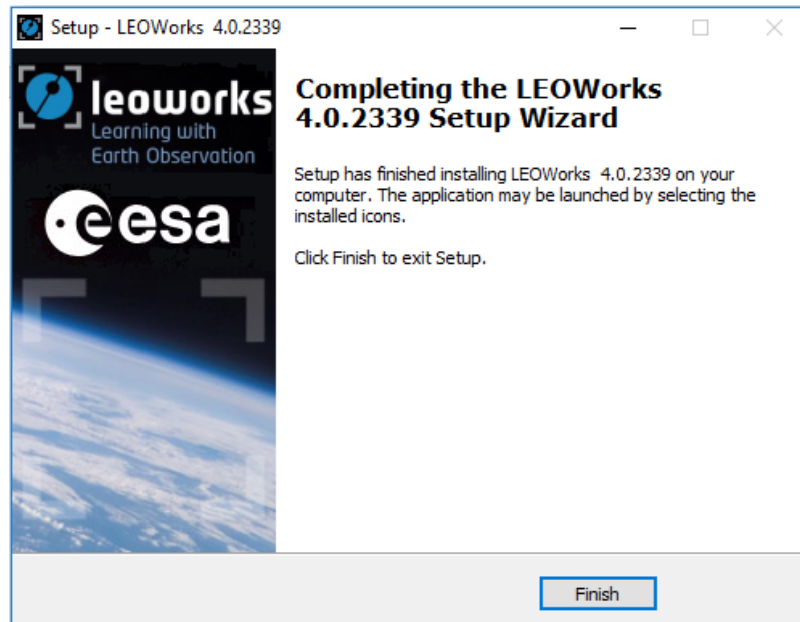 Setup - LEOWorks 4.0.2339
leoworks
Learning with
Earth Observation
esa
Completing the LEOWorks
4.0.2339 Setup Wizard
Setup has finished installing LEOWorks 4.0.2339 on your
computer. The application may be launched by selecting the
installed icons.
Click Finish to exit Setup.
Finish